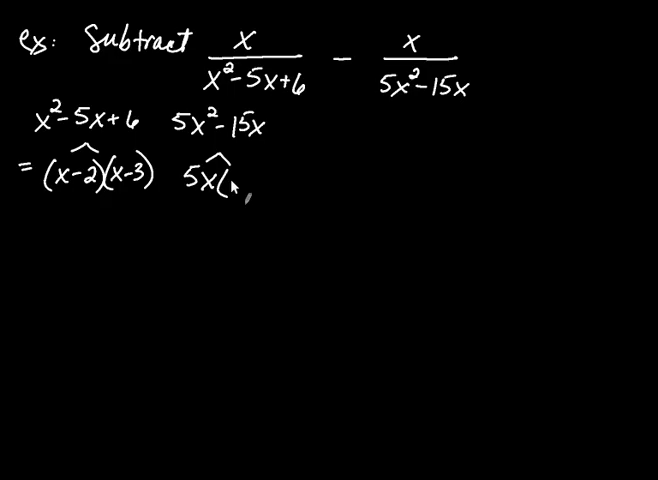 ex: Subtract x/(x²-5x+6) - x/(5x²-15x)
x²-5x+6 5x²-15x
= (x-2)(x-3) 5x(